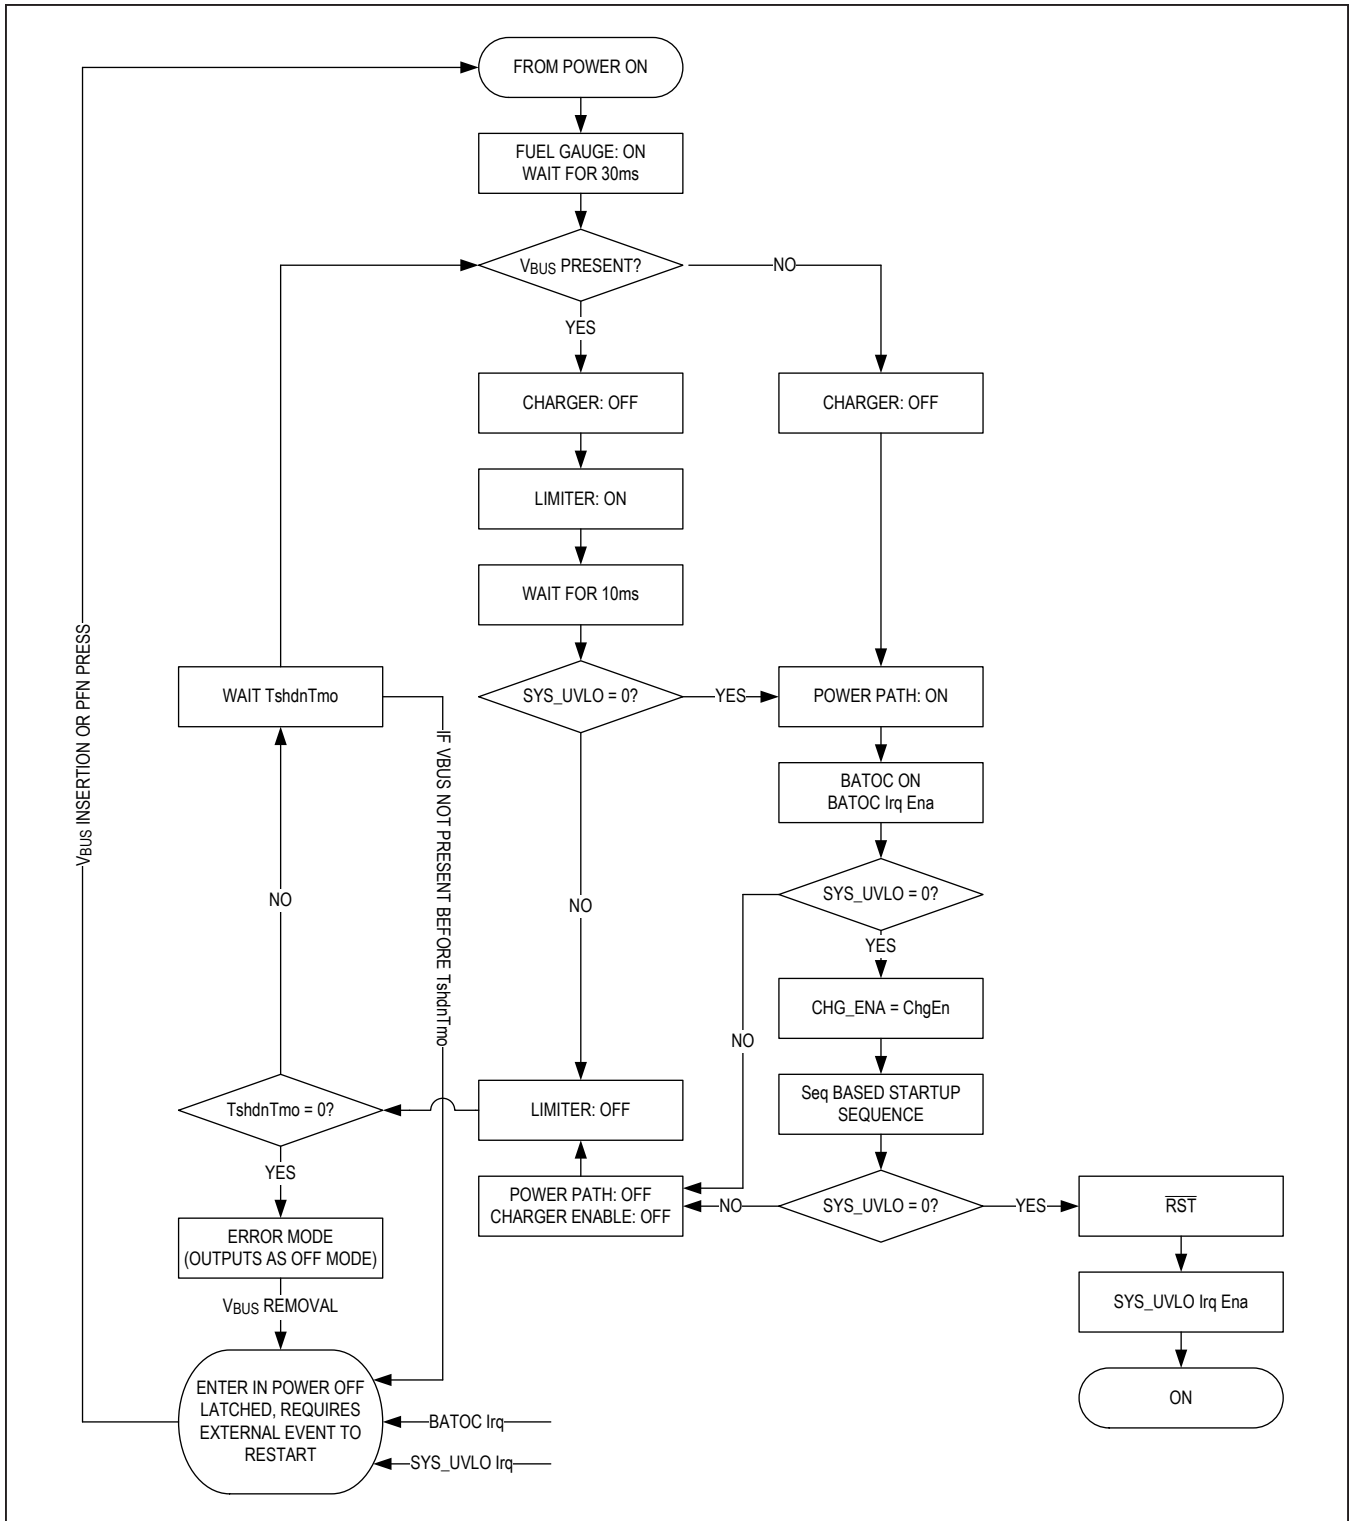 FROM POWER ON
FUEL GAUGE: ON
WAIT FOR 30ms
VBUS PRESENT?
NO
YES
CHARGER: OFF
CHARGER: OFF
LIMITER: ON
WAIT FOR 10ms
WAIT TshdnTmo
SYS_UVLO = 0?
YES
POWER PATH: ON
VBUS INSERTION OR PFN PRESS
IF VBUS NOT PRESENT BEFORE TshdnTmo
BATOC ON
BATOC Irq Ena
NO
NO
SYS_UVLO = 0?
YES
CHG_ENA = ChgEn
NO
TshdnTmo = 0?
LIMITER: OFF
Seq BASED STARTUP
SEQUENCE
YES
POWER PATH: OFF
CHARGER ENABLE: OFF
NO
SYS_UVLO = 0?
YES
RST
ERROR MODE
(OUTPUTS AS OFF MODE)
SYS_UVLO Irq Ena
VBUS REMOVAL
ENTER IN POWER OFF
LATCHED, REQUIRES
EXTERNAL EVENT TO
RESTART
BATOC Irq
SYS_UVLO Irq
ON